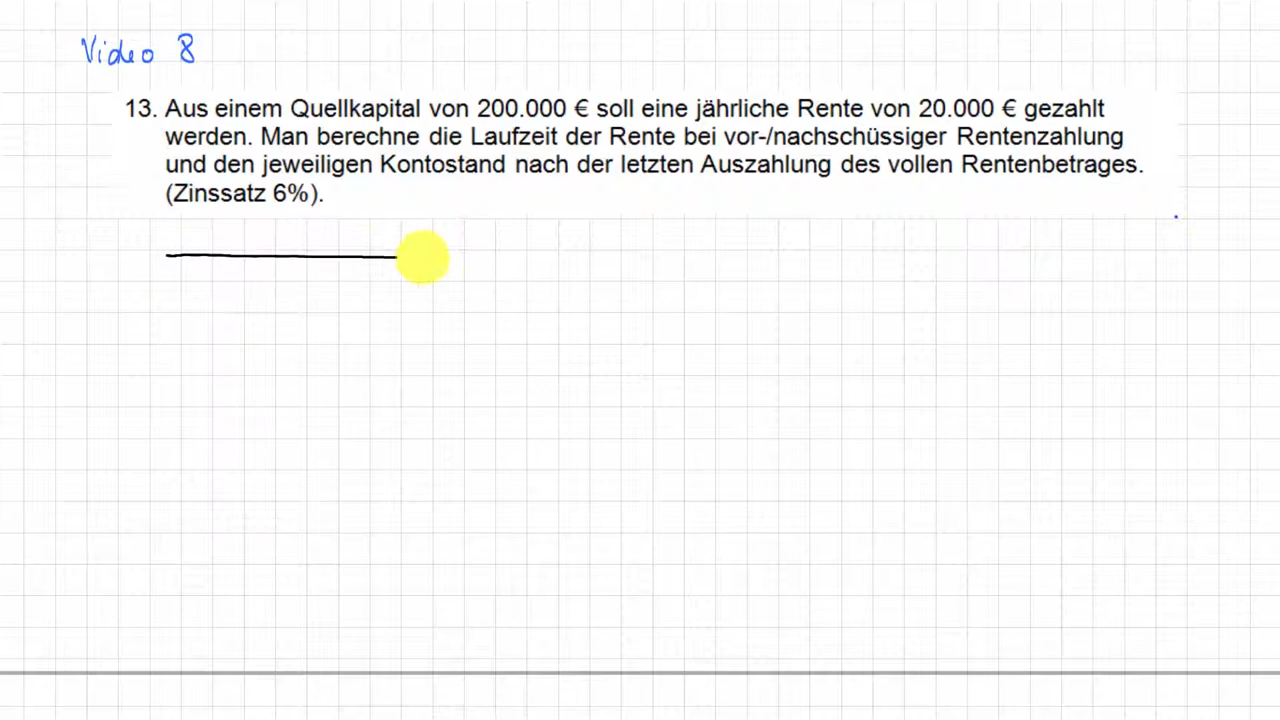 Video 8
13. Aus einem Quellkapital von 200.000 € soll eine jährliche Rente von 20.000 € gezahlt
werden. Man berechne die Laufzeit der Rente bei vor-/nachschüssiger Rentenzahlung
und den jeweiligen Kontostand nach der letzten Auszahlung des vollen Rentenbetrages.
(Zinssatz 6%).